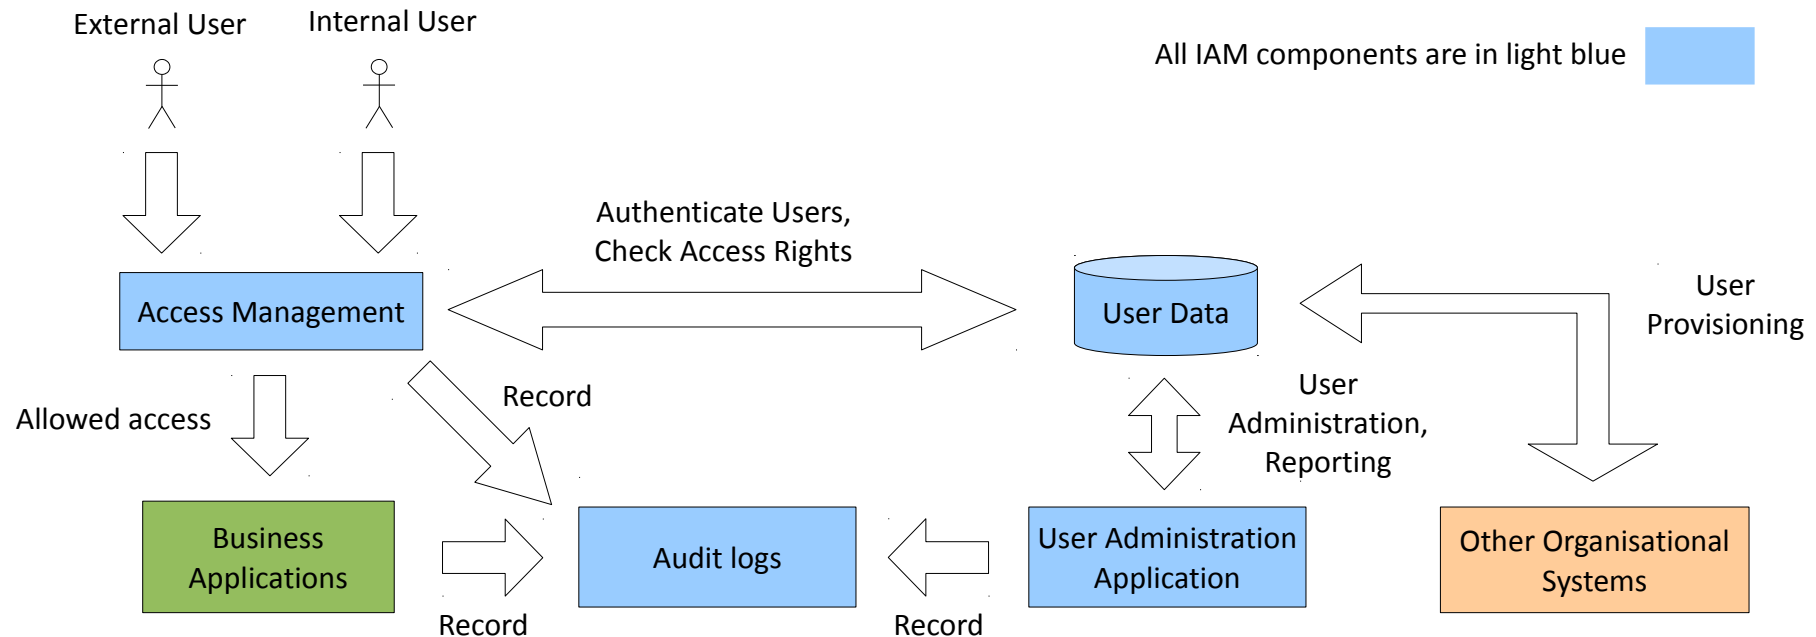 External User
Internal User
All IAM components are in light blue
Authenticate Users,
Check Access Rights
Access Management
User Data
User
Provisioning
Allowed access
Record
User
Administration,
Reporting
Business
Applications
Record
Audit logs
Record
User Administration
Application
Other Organisational
Systems